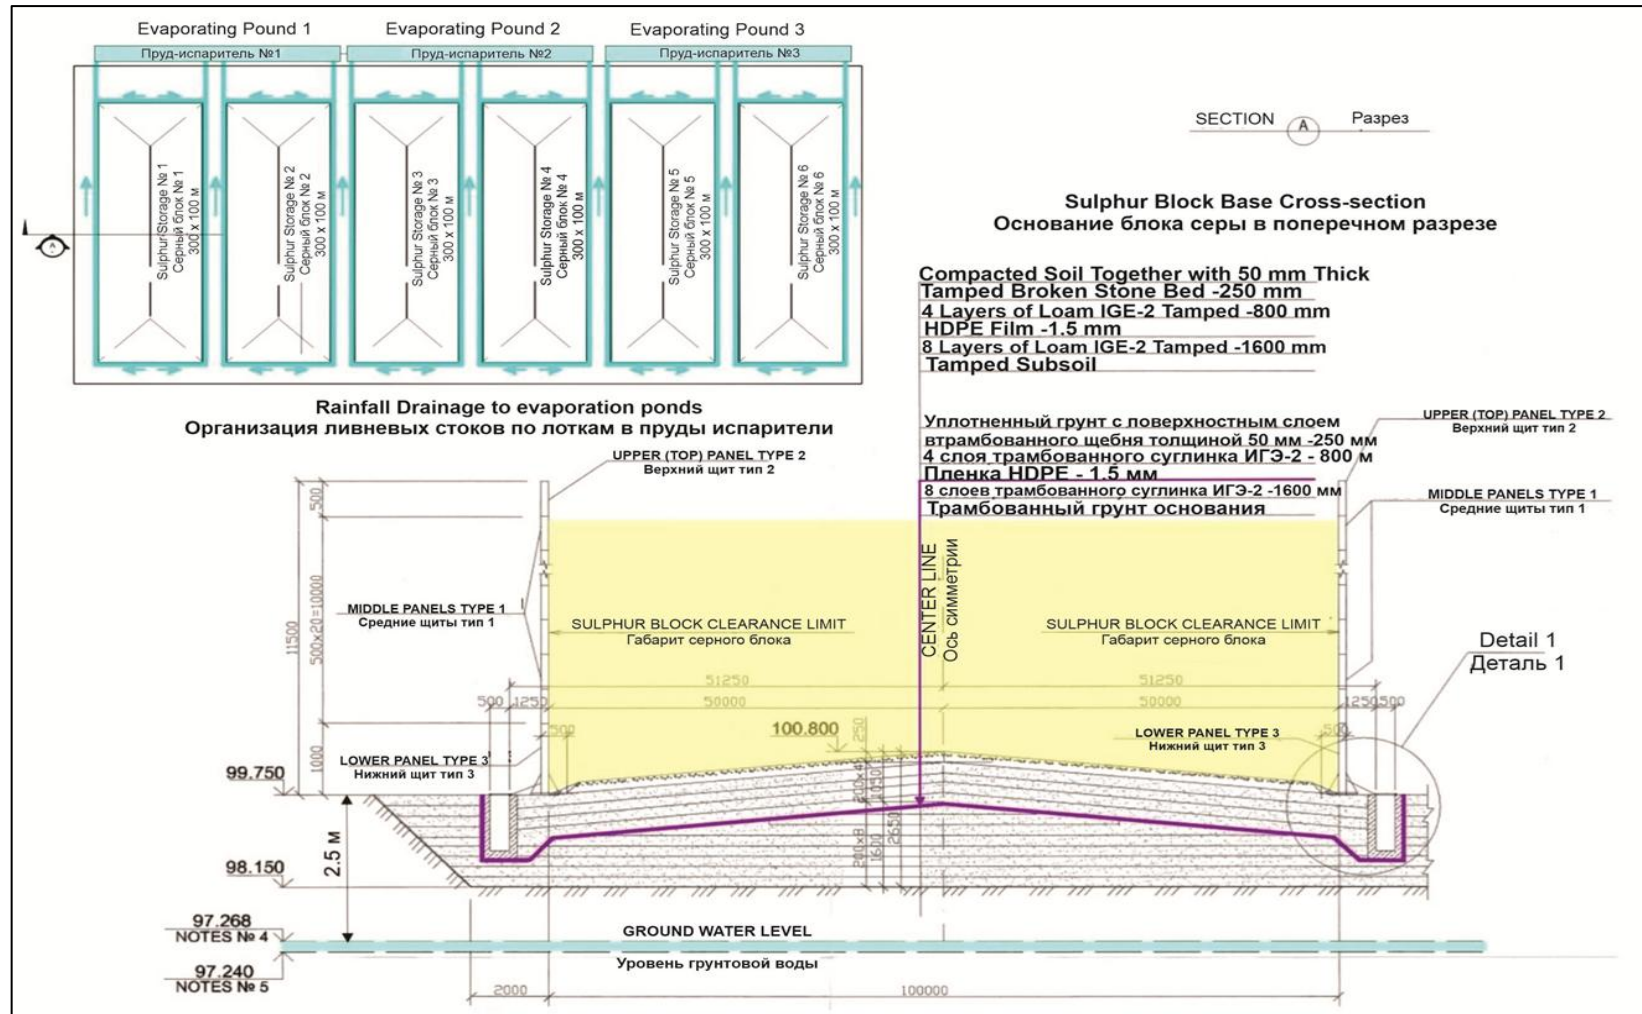 Evaporating Pound 1
Evaporating Pound 2
Evaporating Pound 3
Пруд-испаритель №1
Пруд-испаритель №2
Пруд-испаритель №3
Sulphur Storage № 1
Серный блок № 1
300 x 100 м
Sulphur Storage № 2
Серный блок № 2
300 x 100 м
Sulphur Storage № 3
Серный блок № 3
300 x 100 м
Sulphur Storage № 4
Серный блок № 4
300 x 100 м
Sulphur Storage № 5
Серный блок № 5
300 x 100 м
Sulphur Storage № 6
Серный блок № 6
300 x 100 м
A
Rainfall Drainage to evaporation ponds
Организация ливневых стоков по лоткам в пруды испарители
SECTION A Разрез
Sulphur Block Base Cross-section
Основание блока серы в поперечном разрезе
Compacted Soil Together with 50 mm Thick
Tamped Broken Stone Bed -250 mm
4 Layers of Loam IGE-2 Tamped -800 mm
HDPE Film -1.5 mm
8 Layers of Loam IGE-2 Tamped -1600 mm
Tamped Subsoil
Уплотненный грунт с поверхностным слоем
втрамбованного щебня толщиной 50 мм -250 мм
4 слоя трамбованного суглинка ИГЭ-2 - 800 м
Пленка HDPE - 1.5 мм
8 слоев трамбованного суглинка ИГЭ-2 -1600 мм
Трамбованный грунт основания
UPPER (TOP) PANEL TYPE 2
Верхний щит тип 2
UPPER (TOP) PANEL TYPE 2
Верхний щит тип 2
MIDDLE PANELS TYPE 1
Средние щиты тип 1
MIDDLE PANELS TYPE 1
Средние щиты тип 1
500
500x20=10000
11500
1000
SULPHUR BLOCK CLEARANCE LIMIT
Габарит серного блока
CENTER LINE
Ось симметрии
SULPHUR BLOCK CLEARANCE LIMIT
Габарит серного блока
Detail 1
Деталь 1
51250
51250
500
1250
50000
50000
1250
500
500
100.800
250
500
LOWER PANEL TYPE 3
Нижний щит тип 3
LOWER PANEL TYPE 3
Нижний щит тип 3
99.750
200x4
1050
2.5 м
200x8
1600
2650
98.150
97.268
NOTES № 4
GROUND WATER LEVEL
Уровень грунтовой воды
97.240
NOTES № 5
2000
100000